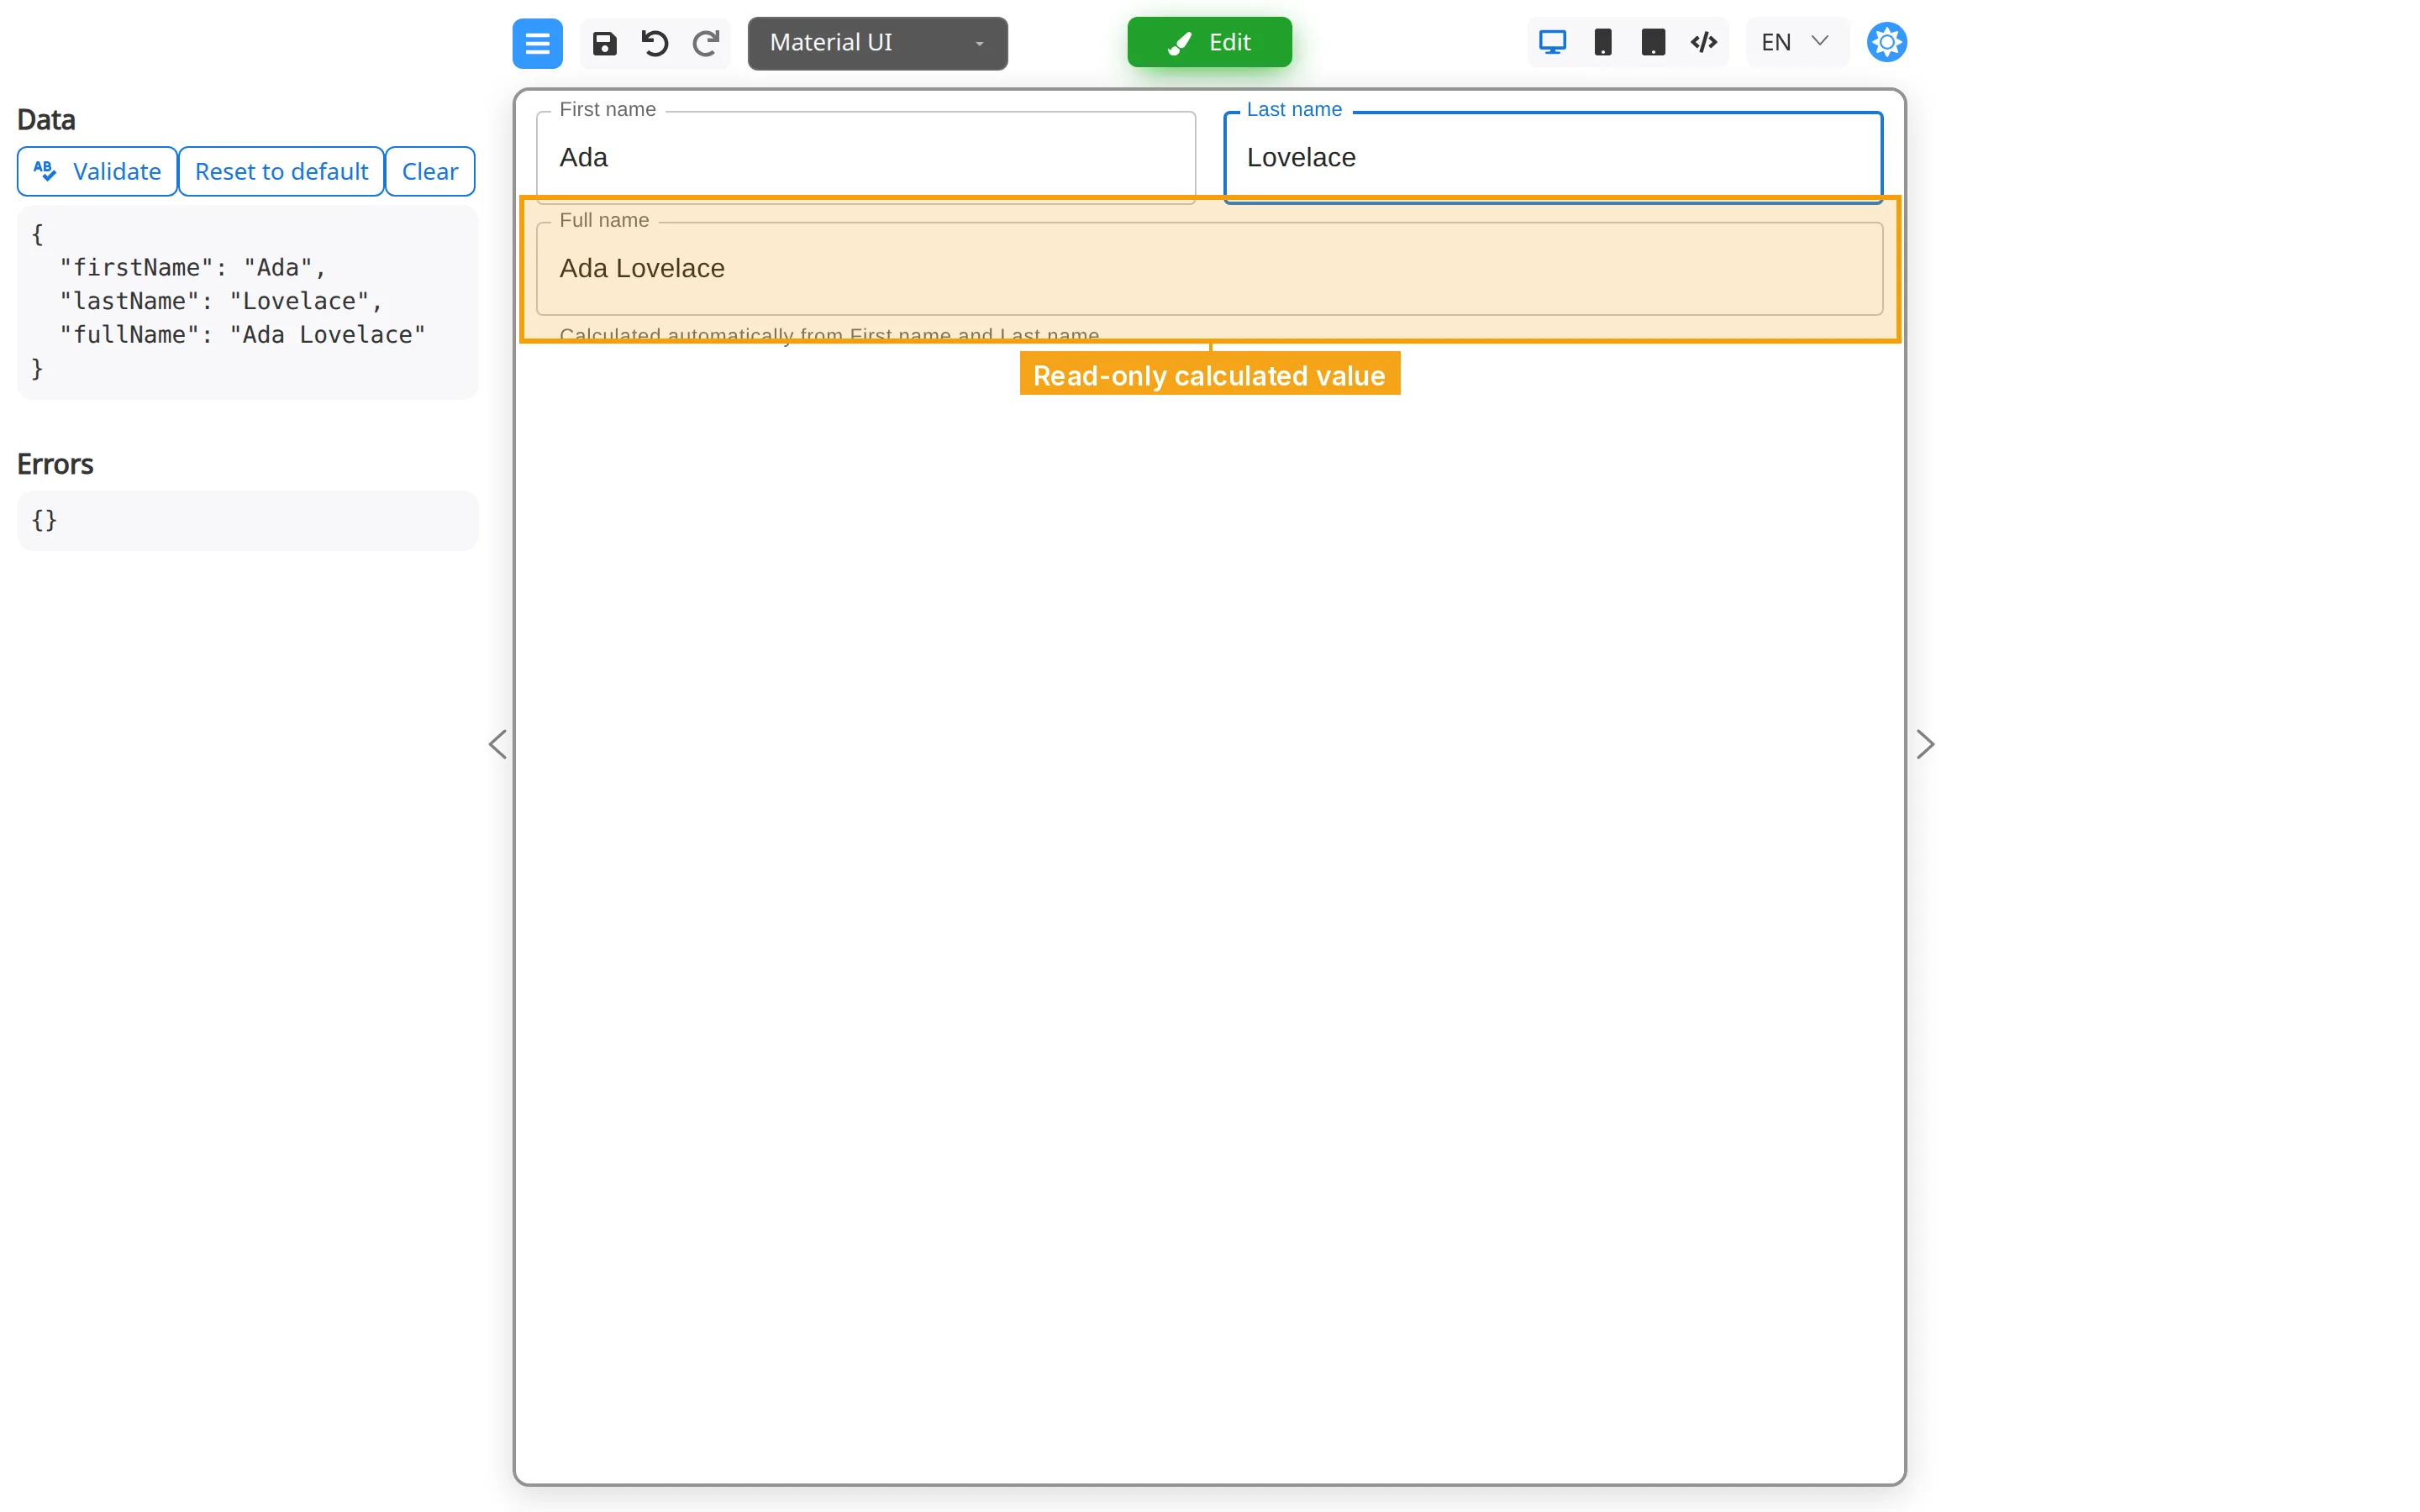 Material UI
Edit
EN
Data
AB Validate
Reset to default
Clear
{
"firstName": "Ada",
"lastName": "Lovelace",
"fullName": "Ada Lovelace"
}
Errors
{}
First name
Ada
Last name
Lovelace
Full name
Ada Lovelace
Calculated automatically from First name and Last name
Read-only calculated value